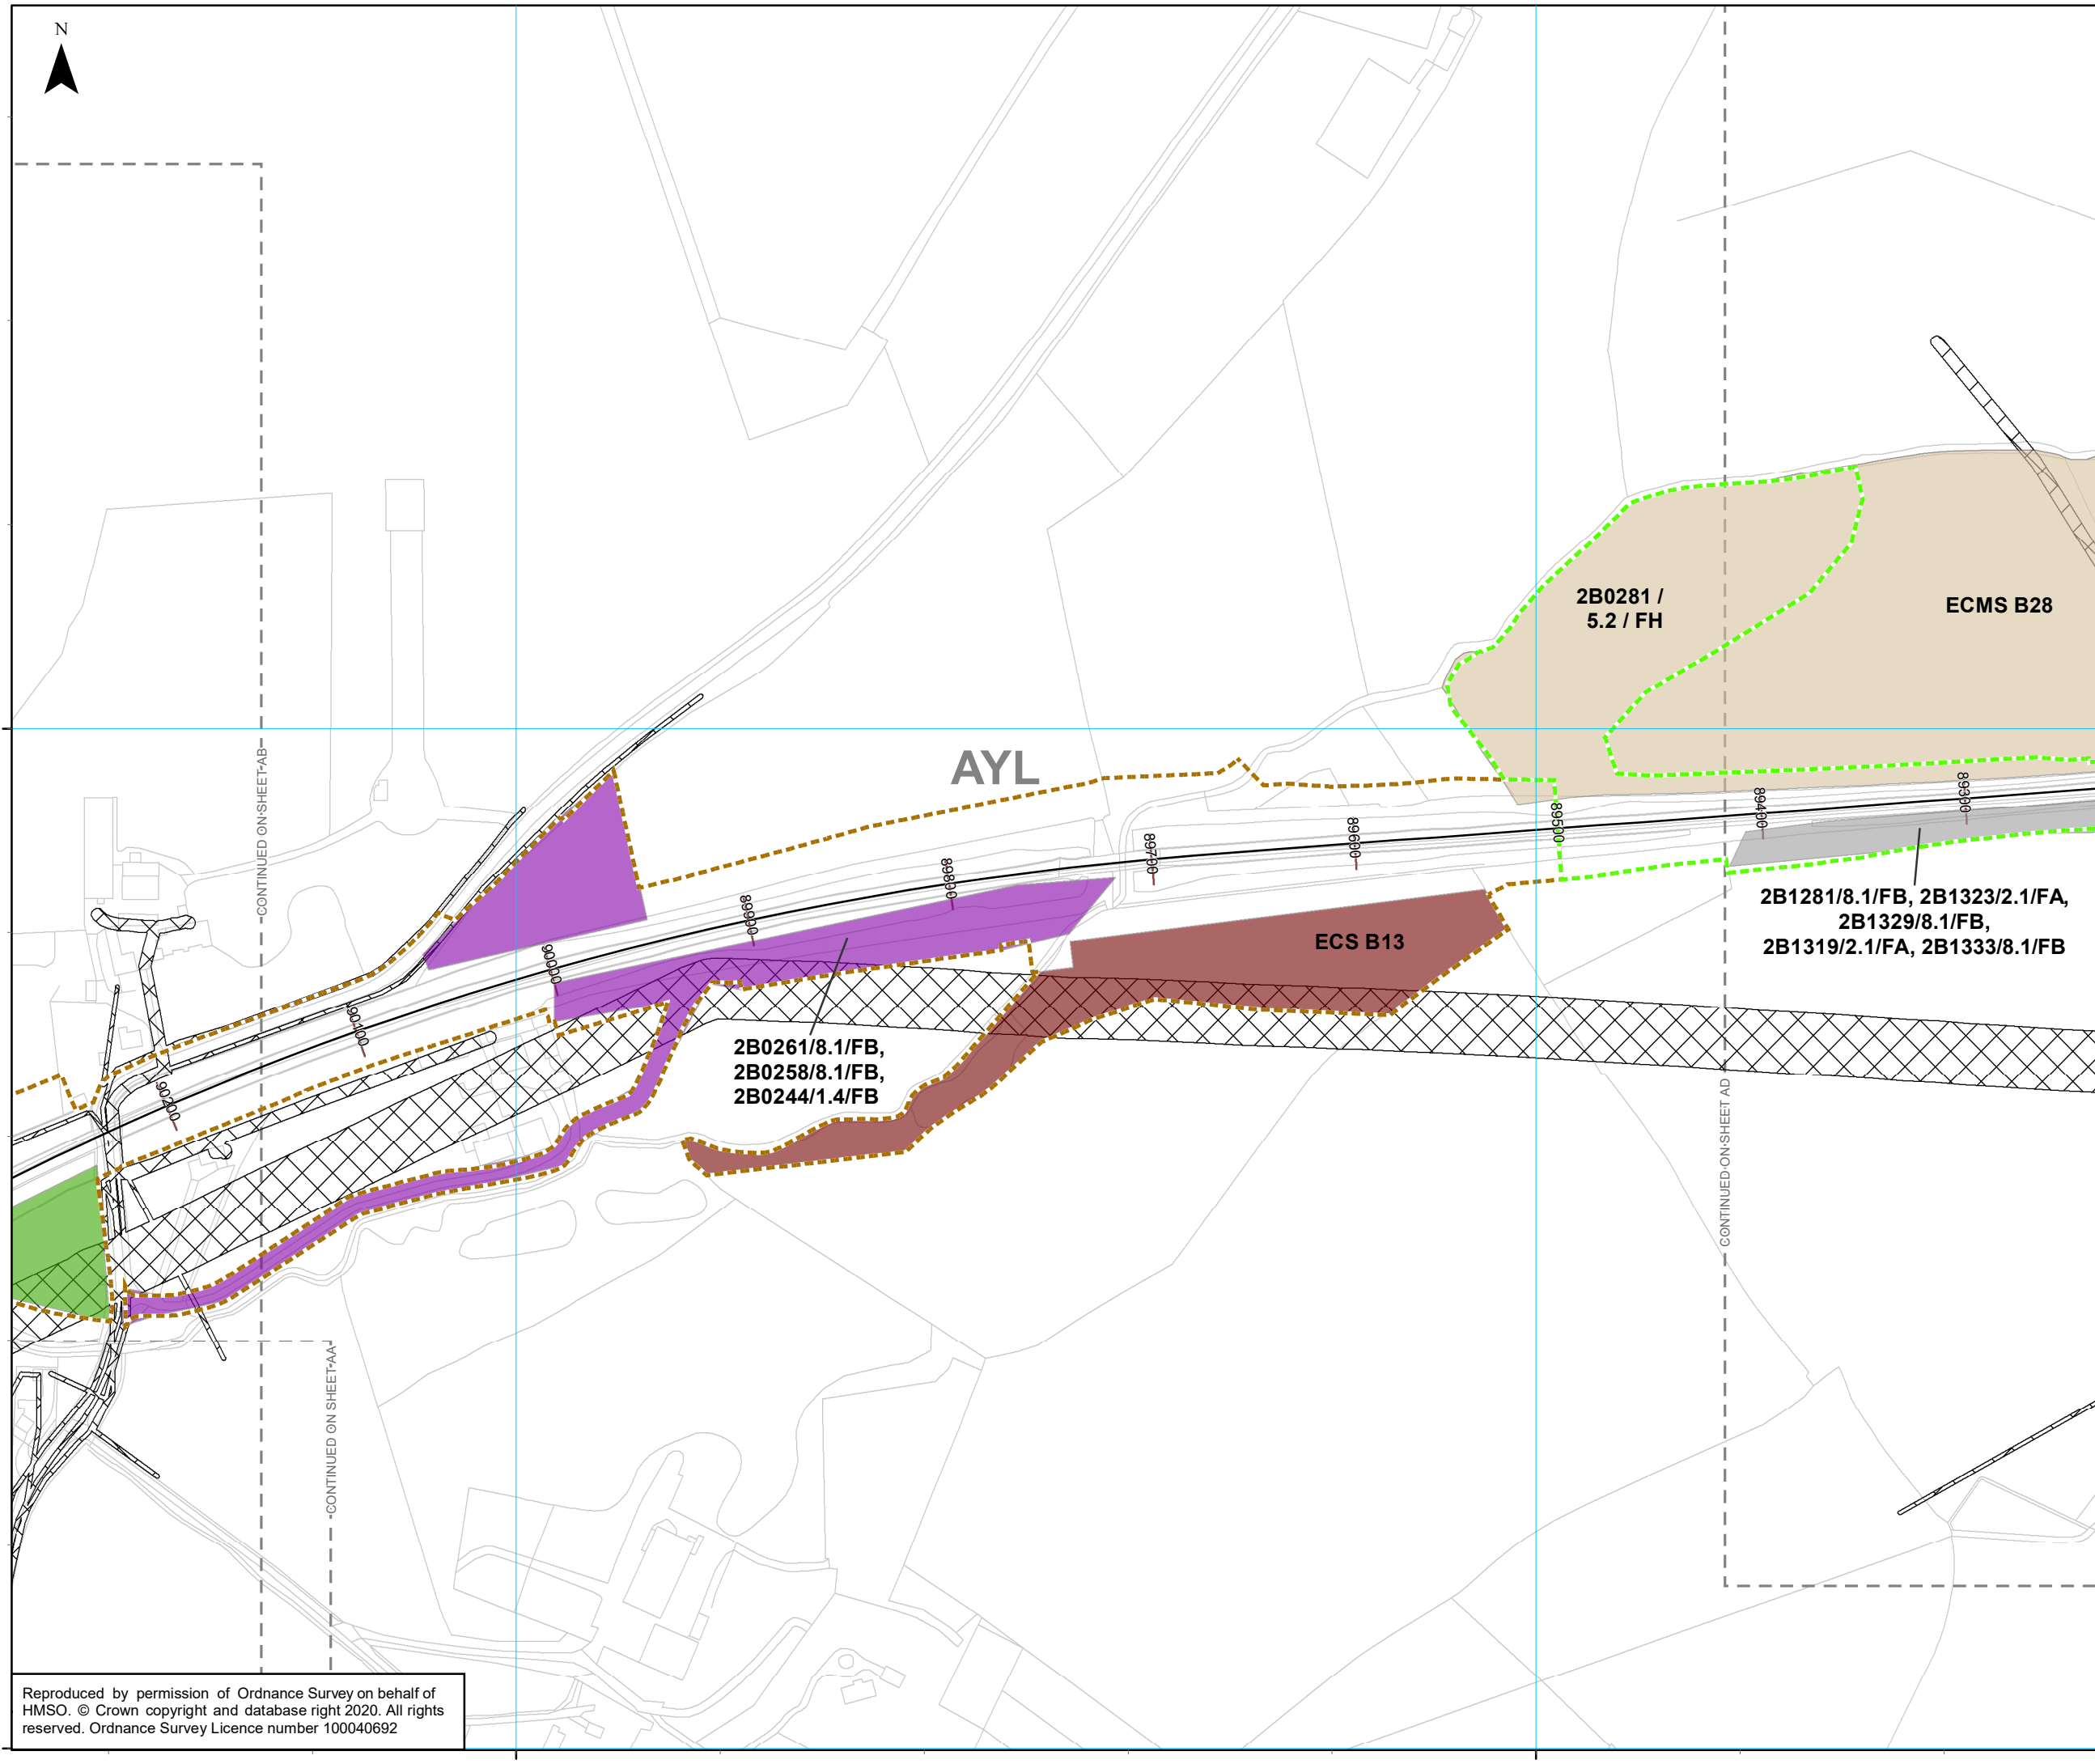 N
CONTINUED ON SHEET AB
AYL
2B0281 /
5.2 / FH
ECMS B28
89300
89400
89500
89600
89700
89800
89900
90000
90100
90200
ECS B13
2B1281/8.1/FB, 2B1323/2.1/FA,
2B1329/8.1/FB,
2B1319/2.1/FA, 2B1333/8.1/FB
2B0261/8.1/FB,
2B0258/8.1/FB,
2B0244/1.4/FB
CONTINUED ON SHEET AD
CONTINUED ON SHEET AA
Reproduced by permission of Ordnance Survey on behalf of
HMSO. © Crown copyright and database right 2020. All rights
reserved. Ordnance Survey Licence number 100040692